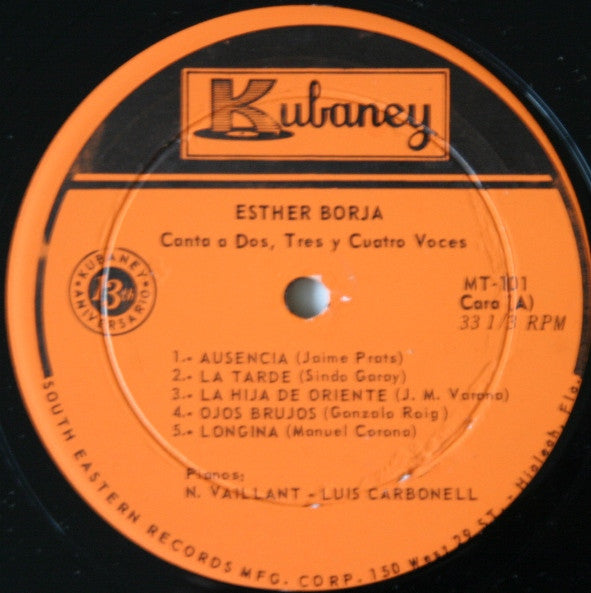 Kubaney
ESTHER BORJA
Canta a Dos, Tres y Cuatro Voces
KUBANEY
13th
ANIVERSARIO
MT-101
Cara (A)
33 1/3 RPM
1.- AUSENCIA (Jaime Prats)
2.- LA TARDE (Sindo Garay)
3.- LA HIJA DE ORIENTE (J. M. Varona)
4.- OJOS BRUJOS (Gonzalo Roig)
5.- LONGINA (Manuel Corona)
Pianos:
N. VAILLANT - LUIS CARBONELL
SOUTH EASTERN RECORDS MFG. CORP. 150 West 29 ST. - Hialeah, Fla.